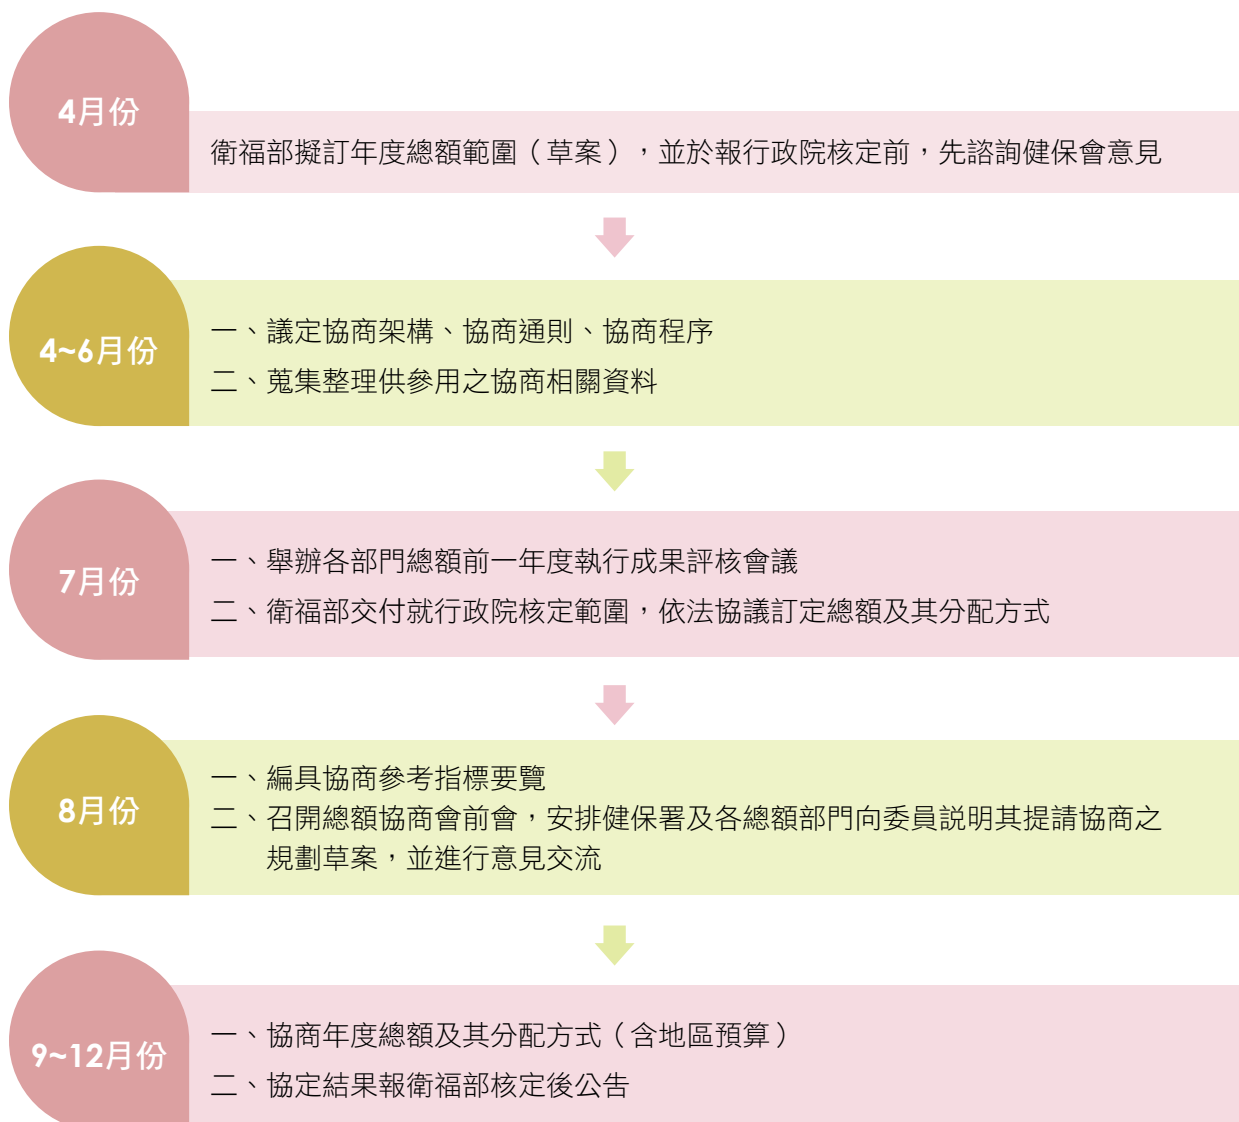 4月份
衛福部擬訂年度總額範圍（草案），並於報行政院核定前，先諮詢健保會意見
4~6月份
一、議定協商架構、協商通則、協商程序
二、蒐集整理供參用之協商相關資料
7月份
一、舉辦各部門總額前一年度執行成果評核會議
二、衛福部交付就行政院核定範圍，依法協議訂定總額及其分配方式
8月份
一、編具協商參考指標要覽
二、召開總額協商會前會，安排健保署及各總額部門向委員說明其提請協商之
規劃草案，並進行意見交流
9~12月份
一、協商年度總額及其分配方式（含地區預算）
二、協定結果報衛福部核定後公告